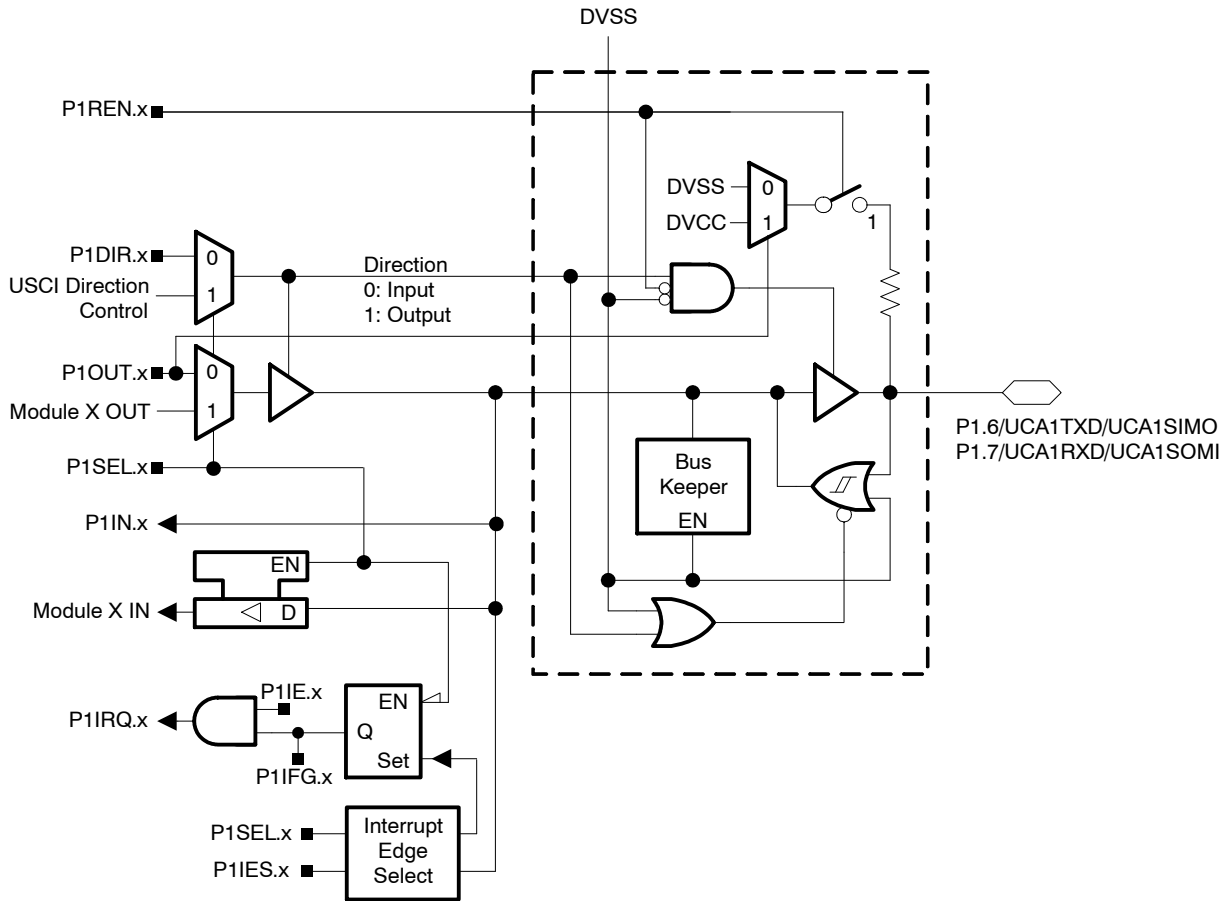 DVSS
P1REN.x
DVSS
0
DVCC
1
1
P1DIR.x
0
USCI Direction
Control
1
Direction
0: Input
1: Output
P1OUT.x
0
Module X OUT
1
P1.6/UCA1TXD/UCA1SIMO
P1.7/UCA1RXD/UCA1SOMI
P1SEL.x
Bus
Keeper
EN
P1IN.x
EN
Module X IN
D
P1IE.x
P1IRQ.x
EN
Q
Set
P1IFG.x
P1SEL.x
P1IES.x
Interrupt
Edge
Select